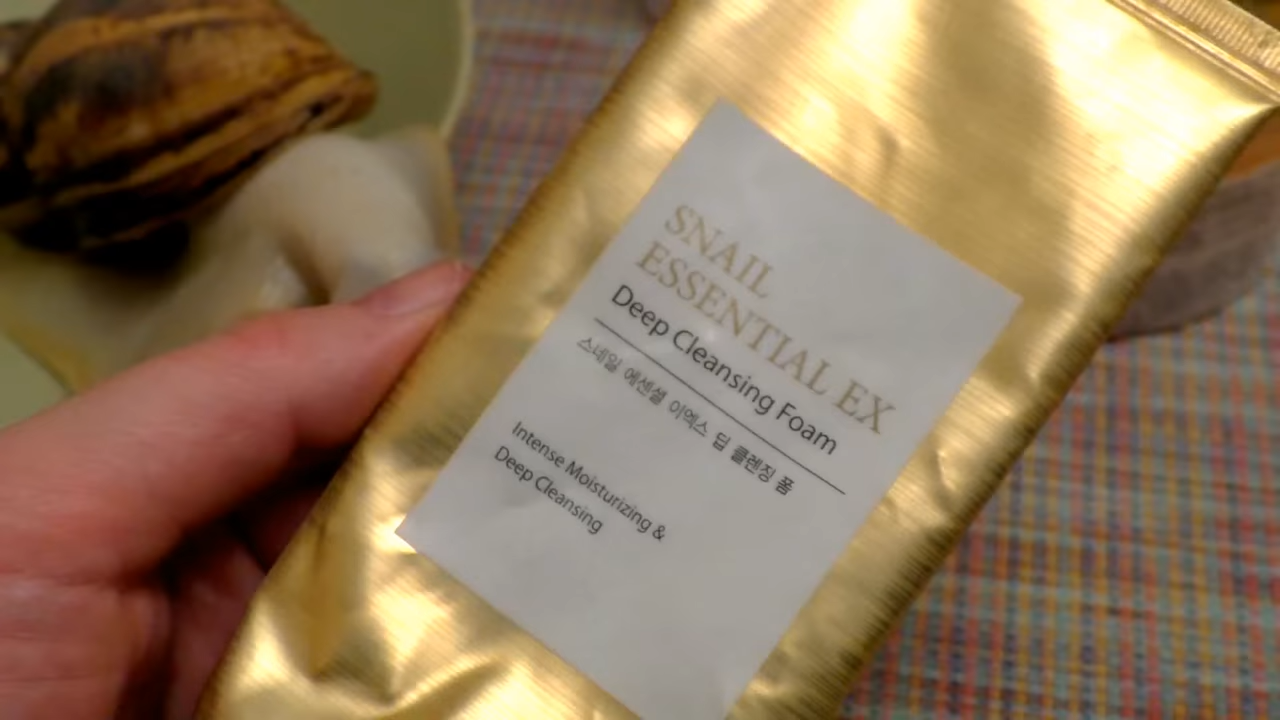 SNAIL
ESSENTIAL EX
Deep Cleansing Foam
스네일 에센셜 이엑스 딥 클렌징 폼
Intense Moisturizing &
Deep Cleansing